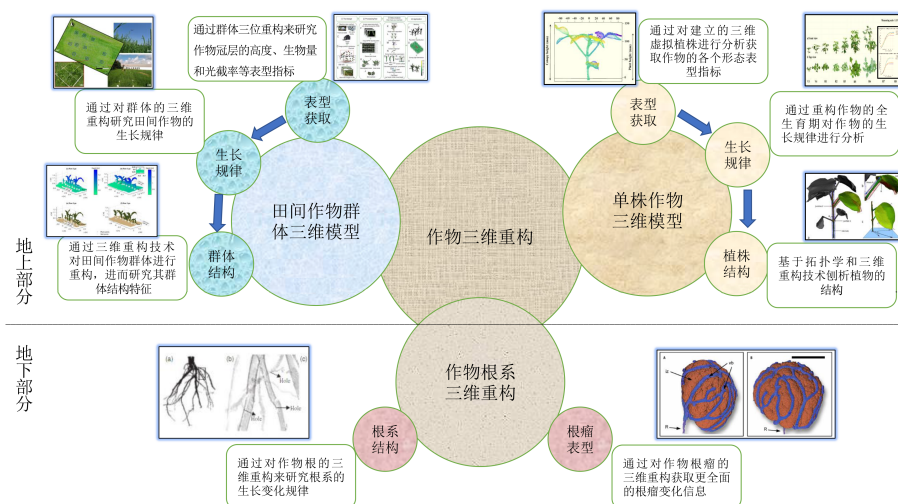 通过群体三位重构来研究
作物冠层的高度、生物量
和光截率等表型指标
通过对建立的三维
虚拟植株进行分析获
取作物的各个形态表
型指标
通过对群体的三维
重构研究田间作物的
生长规律
表型
获取
表型
获取
通过重构作物的全
生育期对作物的生
长规律进行分析
生长
规律
生长
规律
田间作物群
体三维模型
作物三维重构
单株作物
三维模型
地上部分
通过三维重构技术
对田间作物群体进行
重构，进而研究其群
体结构特征
群体
结构
植株
结构
基于拓扑学和三维
重构技术刨析植物的
结构
地下部分
(a)
(b)
(c)
Hole
Hole
Hole
作物根系
三维重构
A
B
R
R
根系
结构
根瘤
表型
通过对作物根的三
维重构来研究根系的
生长变化规律
通过对作物根瘤的
三维重构获取更全面
的根瘤变化信息